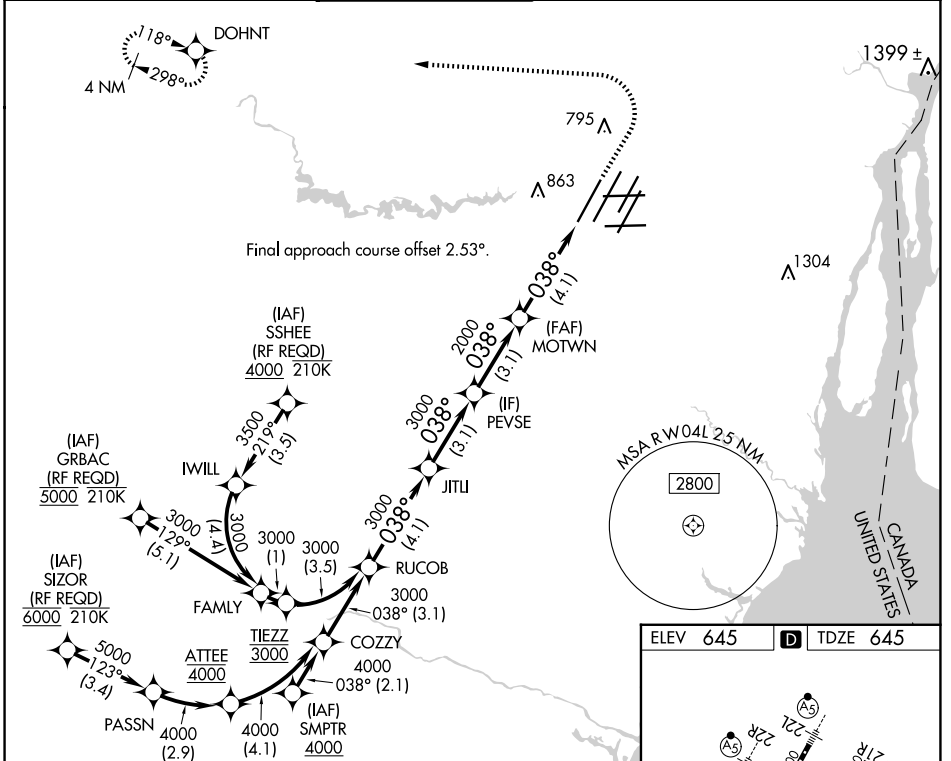 118°
298°
4 NM
DOHNT
1399 ±
795
863
1304
Final approach course offset 2.53°.
038°
(4.1)
(FAF)
MOTWN
2000
038°
(3.1)
(IF)
PEVSE
3000
038°
(3.1)
JITLI
3000
038°
(4.1)
RUCOB
(IAF)
SSHEE
(RF REQD)
4000 210K
3500
219°
(3.5)
IWILL
3000
(4.4)
(IAF)
GRBAC
(RF REQD)
5000 210K
3000
129°
(5.1)
FAMLY
3000
(1)
3000
(3.5)
TIEZZ
3000
3000
038° (3.1)
COZZY
4000
038° (2.1)
(IAF)
SMPTR
4000
(IAF)
SIZOR
(RF REQD)
6000 210K
5000
123°
(3.4)
PASSN
4000
(2.9)
ATTEE
4000
4000
(4.1)
MSA RW04L 25 NM
2800
CANADA
UNITED STATES
ELEV 645
D
TDZE 645
A5
22R
A5
22L
21R